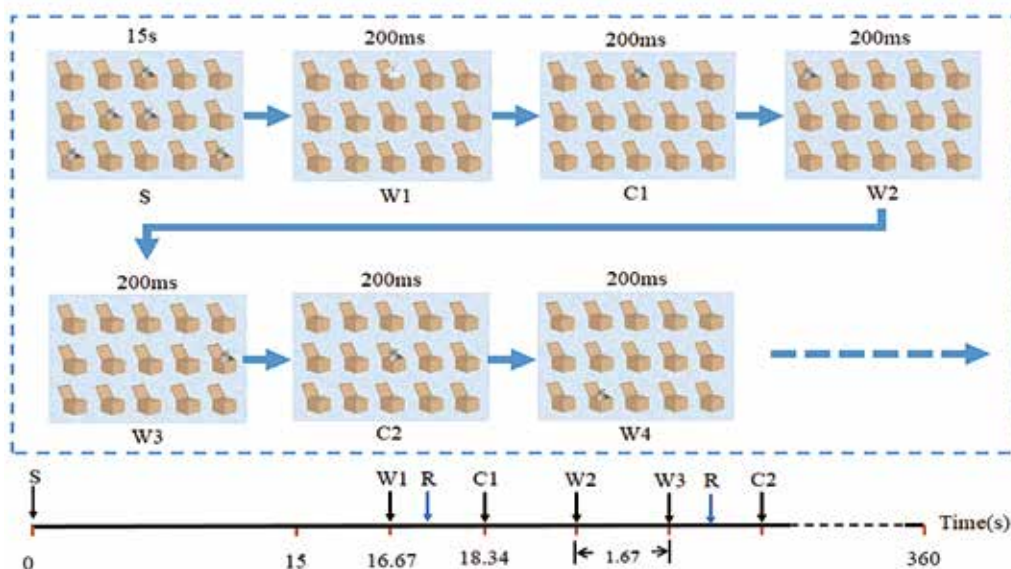 15s 200ms 200ms 200ms
S W1 C1 W2
200ms 200ms 200ms
W3 C2 W4
S W1 R C1 W2 W3 R C2
Time(s)
0 15 16.67 18.34 1.67 360